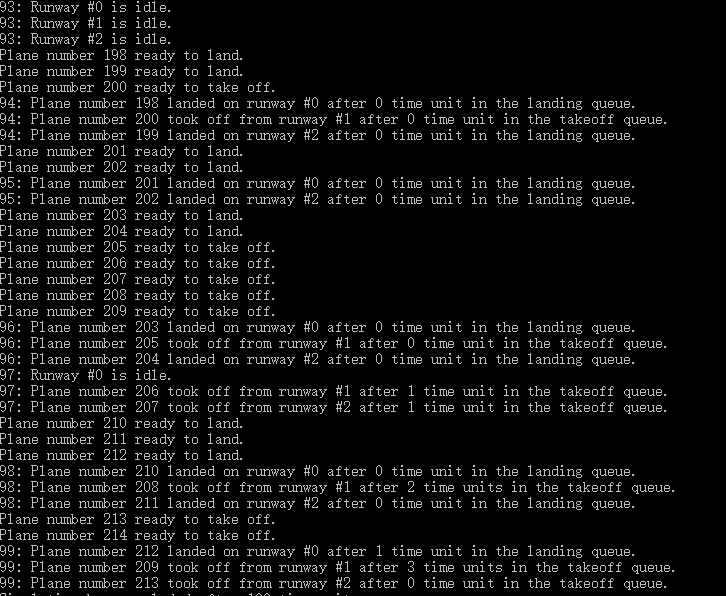 93: Runway #0 is idle.
93: Runway #1 is idle.
93: Runway #2 is idle.
Plane number 198 ready to land.
Plane number 199 ready to land.
Plane number 200 ready to take off.
94: Plane number 198 landed on runway #0 after 0 time unit in the landing queue.
94: Plane number 200 took off from runway #1 after 0 time unit in the takeoff queue.
94: Plane number 199 landed on runway #2 after 0 time unit in the landing queue.
Plane number 201 ready to land.
Plane number 202 ready to land.
95: Plane number 201 landed on runway #0 after 0 time unit in the landing queue.
95: Plane number 202 landed on runway #2 after 0 time unit in the landing queue.
Plane number 203 ready to land.
Plane number 204 ready to land.
Plane number 205 ready to take off.
Plane number 206 ready to take off.
Plane number 207 ready to take off.
Plane number 208 ready to take off.
Plane number 209 ready to take off.
96: Plane number 203 landed on runway #0 after 0 time unit in the landing queue.
96: Plane number 205 took off from runway #1 after 0 time unit in the takeoff queue.
96: Plane number 204 landed on runway #2 after 0 time unit in the landing queue.
97: Runway #0 is idle.
97: Plane number 206 took off from runway #1 after 1 time unit in the takeoff queue.
97: Plane number 207 took off from runway #2 after 1 time unit in the takeoff queue.
Plane number 210 ready to land.
Plane number 211 ready to land.
Plane number 212 ready to land.
98: Plane number 210 landed on runway #0 after 0 time unit in the landing queue.
98: Plane number 208 took off from runway #1 after 2 time units in the takeoff queue.
98: Plane number 211 landed on runway #2 after 0 time unit in the landing queue.
Plane number 213 ready to take off.
Plane number 214 ready to take off.
99: Plane number 212 landed on runway #0 after 1 time unit in the landing queue.
99: Plane number 209 took off from runway #1 after 3 time units in the takeoff queue.
99: Plane number 213 took off from runway #2 after 0 time unit in the takeoff queue.